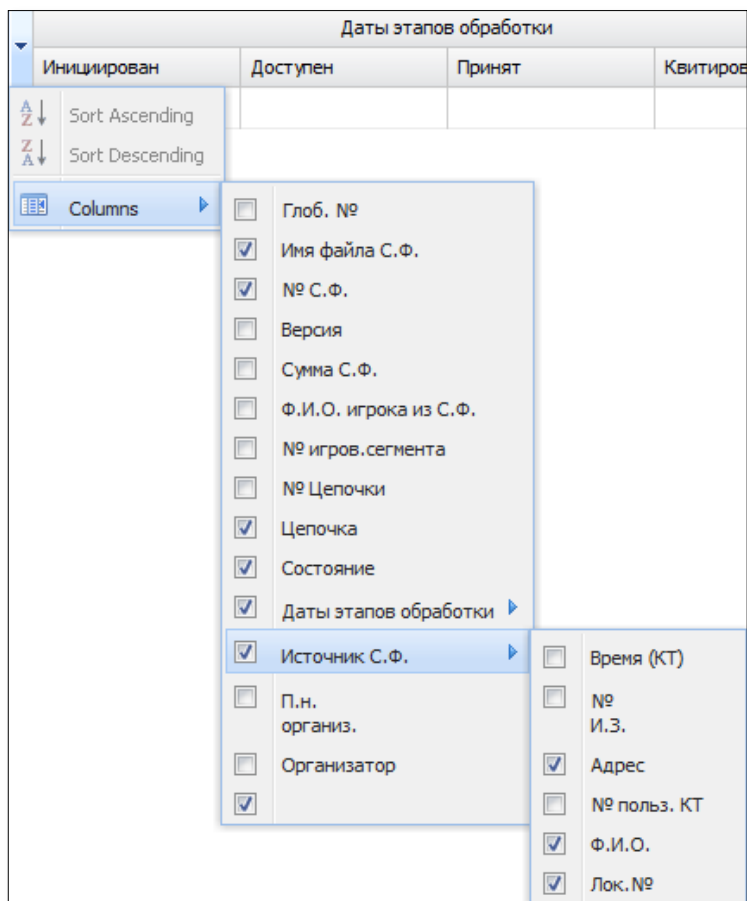 Даты этапов обработки
Инициирован Доступен Принят Квитиров
Sort Ascending
Sort Descending
Columns
Глоб. №
Имя файла С.Ф.
№ С.Ф.
Версия
Сумма С.Ф.
Ф.И.О. игрока из С.Ф.
№ игров.сегмента
№ Цепочки
Цепочка
Состояние
Даты этапов обработки
Источник С.Ф.
П.н.
организ.
Организатор
Время (КТ)
№
И.З.
Адрес
№ польз. КТ
Ф.И.О.
Лок.№